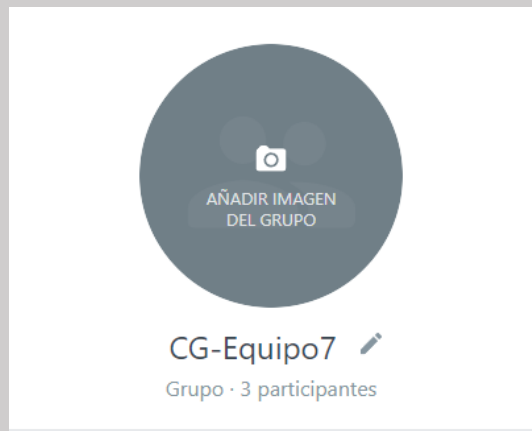 AÑADIR IMAGEN
DEL GRUPO
CG-Equipo7
Grupo · 3 participantes